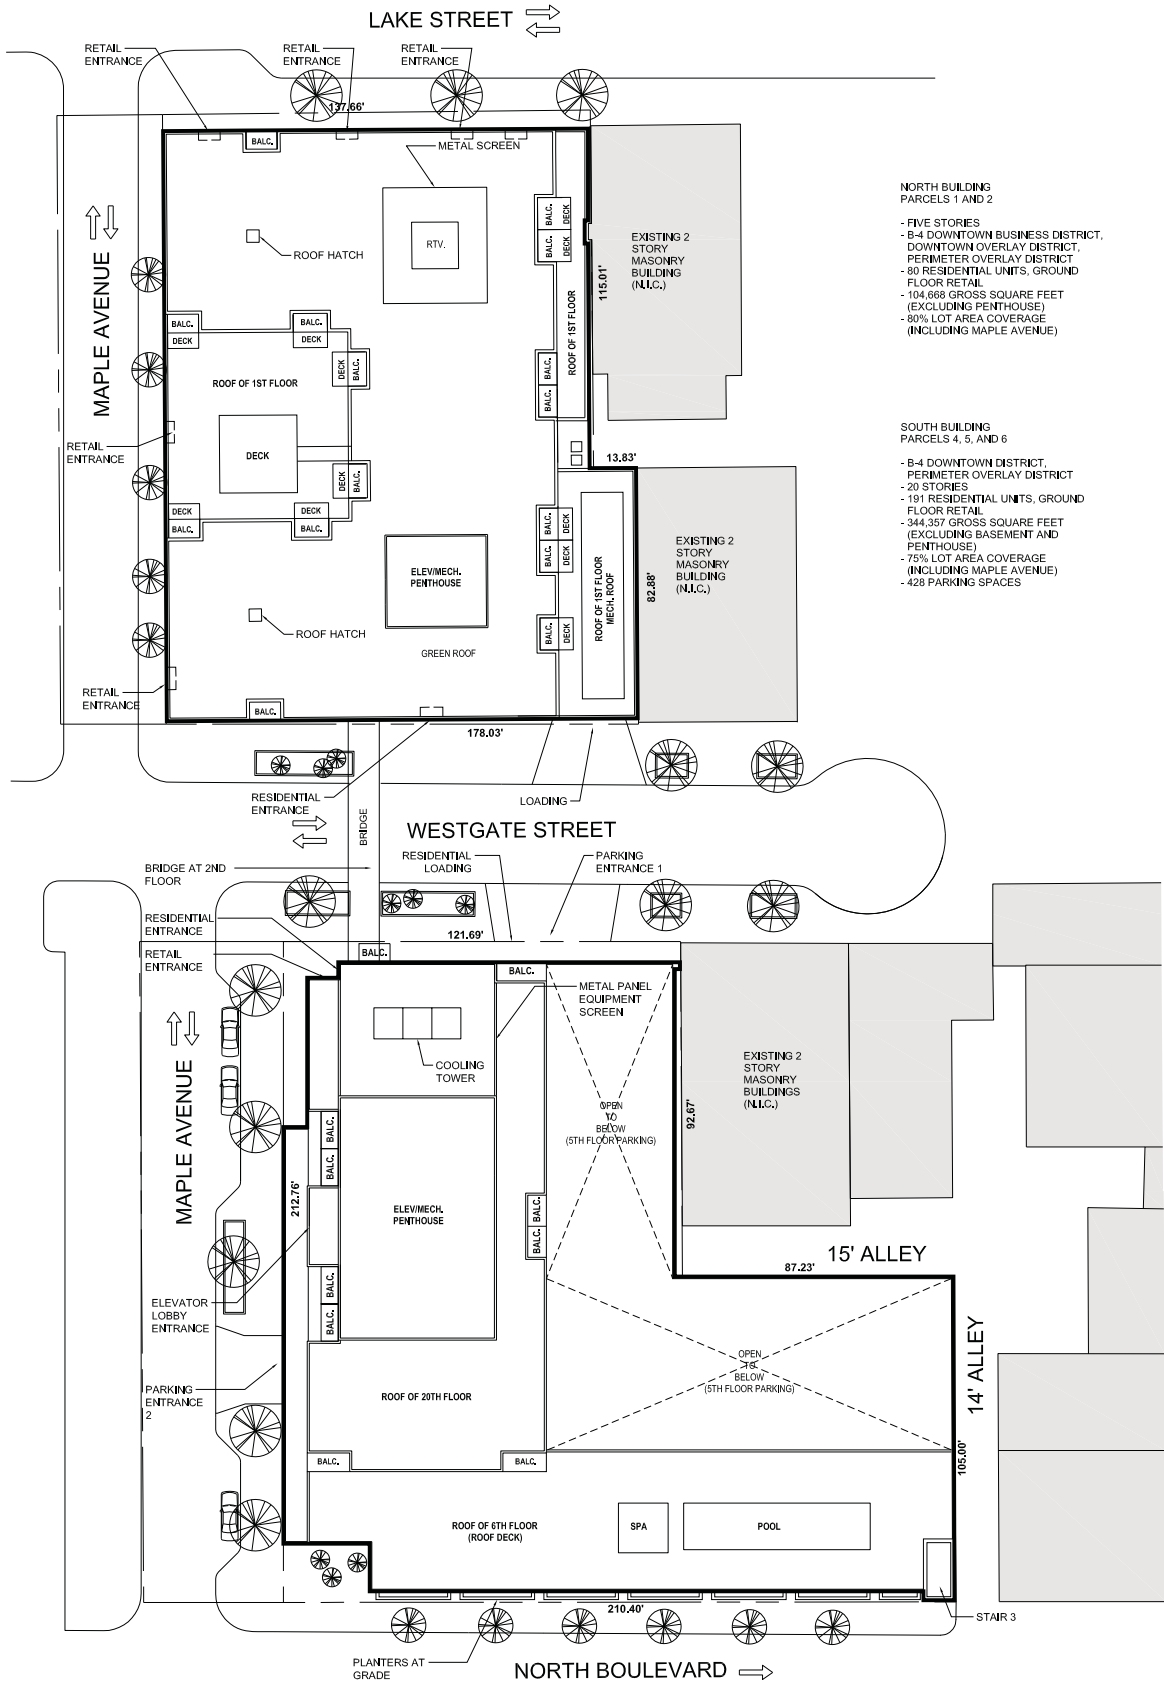 LAKE STREET
RETAIL
ENTRANCE
RETAIL
ENTRANCE
RETAIL
ENTRANCE
137.66'
BALC.
METAL SCREEN
RTV.
ROOF HATCH
BALC.
DECK
BALC.
DECK
EXISTING 2
STORY
MASONRY
BUILDING
(N.I.C.)
115.01'
ROOF OF 1ST FLOOR
MAPLE AVENUE
BALC.
DECK
BALC.
DECK
DECK
BALC.
ROOF OF 1ST FLOOR
BALC.
BALC.
DECK
RETAIL
ENTRANCE
13.83'
DECK
BALC.
DECK
BALC.
DECK
BALC.
BALC.
DECK
BALC.
DECK
ELEV/MECH.
PENTHOUSE
ROOF OF 1ST FLOOR
MECH. ROOF
EXISTING 2
STORY
MASONRY
BUILDING
(N.I.C.)
82.88'
ROOF HATCH
BALC.
DECK
GREEN ROOF
RETAIL
ENTRANCE
BALC.
178.03'
NORTH BUILDING
PARCELS 1 AND 2
- FIVE STORIES
- B-4 DOWNTOWN BUSINESS DISTRICT,
DOWNTOWN OVERLAY DISTRICT,
PERIMETER OVERLAY DISTRICT
- 80 RESIDENTIAL UNITS, GROUND
FLOOR RETAIL
- 104,668 GROSS SQUARE FEET
(EXCLUDING PENTHOUSE)
- 80% LOT AREA COVERAGE
(INCLUDING MAPLE AVENUE)
SOUTH BUILDING
PARCELS 4, 5, AND 6
- B-4 DOWNTOWN DISTRICT,
PERIMETER OVERLAY DISTRICT
- 20 STORIES
- 191 RESIDENTIAL UNITS, GROUND
FLOOR RETAIL
- 344,357 GROSS SQUARE FEET
(EXCLUDING BASEMENT AND
PENTHOUSE)
- 75% LOT AREA COVERAGE
(INCLUDING MAPLE AVENUE)
- 428 PARKING SPACES
RESIDENTIAL
ENTRANCE
LOADING
BRIDGE
WESTGATE STREET
BRIDGE AT 2ND
FLOOR
RESIDENTIAL
LOADING
PARKING
ENTRANCE 1
RESIDENTIAL
ENTRANCE
121.69'
RETAIL
ENTRANCE
BALC.
BALC.
METAL PANEL
EQUIPMENT
SCREEN
COOLING
TOWER
MAPLE AVENUE
OPEN
TO
BELOW
(5TH FLOOR PARKING)
92.67'
EXISTING 2
STORY
MASONRY
BUILDINGS
(N.I.C.)
BALC.
BALC.
212.76'
ELEV/MECH.
PENTHOUSE
BALC.
BALC.
15' ALLEY
87.23'
ELEVATOR
LOBBY
ENTRANCE
BALC.
BALC.
OPEN
TO
BELOW
(5TH FLOOR PARKING)
14' ALLEY
PARKING
ENTRANCE
2
ROOF OF 20TH FLOOR
BALC.
BALC.
105.00'
ROOF OF 6TH FLOOR
(ROOF DECK)
SPA
POOL
210.40'
STAIR 3
PLANTERS AT
GRADE
NORTH BOULEVARD